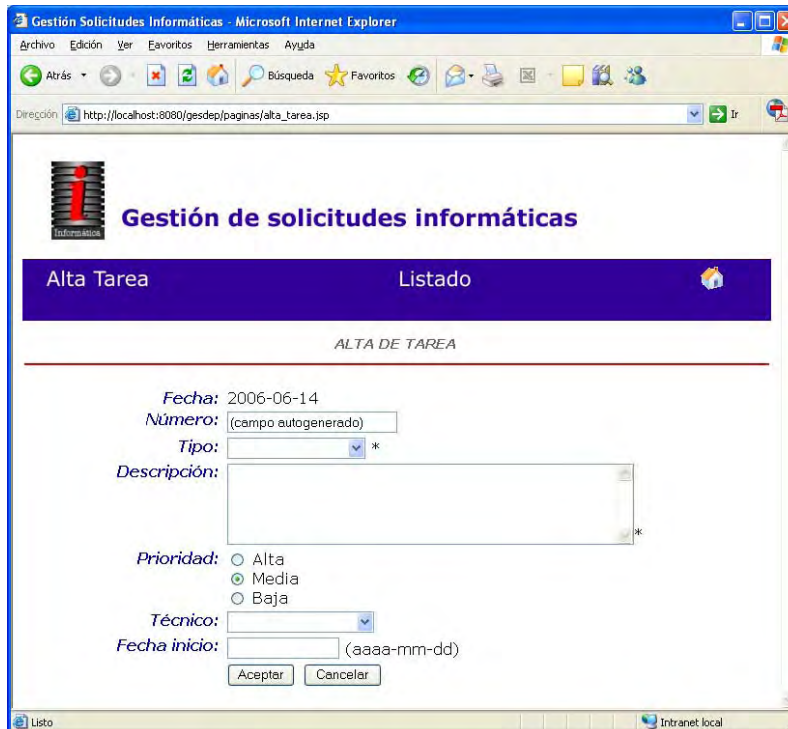 Gestión Solicitudes Informáticas - Microsoft Internet Explorer
Archivo Edición Ver Favoritos Herramientas Ayuda
Atrás Búsqueda Favoritos
Dirección http://localhost:8080/gesdep/paginas/alta_tarea.jsp Ir
i
Informática
Gestión de solicitudes informáticas
Alta Tarea Listado
ALTA DE TAREA
Fecha: 2006-06-14
Número: (campo autogenerado)
Tipo: *
Descripción: *
Prioridad: Alta
Media
Baja
Técnico:
Fecha inicio: (aaaa-mm-dd)
Aceptar Cancelar
Listo Intranet local